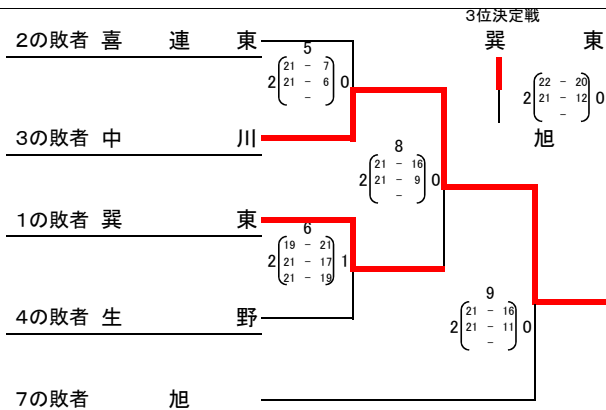 3位決定戦
2の敗者 喜 連 東
巽 東
5
2 21 - 7 0
21 - 6
-
2 22 - 20 0
21 - 12
-
3の敗者 中 川
旭
8
2 21 - 16 0
21 - 9
-
1の敗者 巽 東
6
2 19 - 21 1
21 - 17
21 - 19
4の敗者 生 野
9
2 21 - 16 0
21 - 11
-
7の敗者 旭